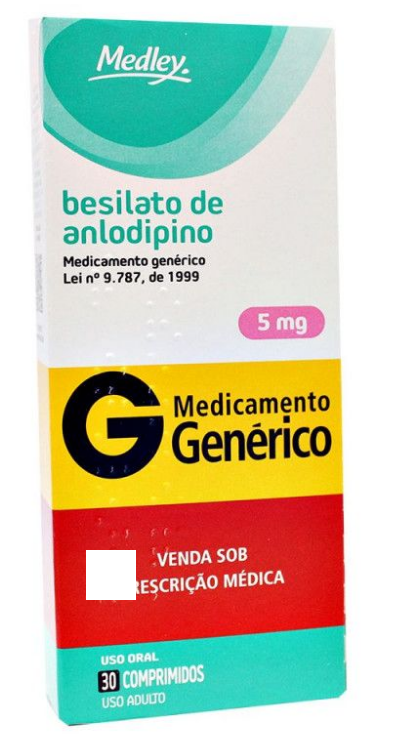 Medley.
besilato de
anlodipino
Medicamento genérico
Lei nº 9.787, de 1999
5 mg
G Medicamento
Genérico
VENDA SOB
RESCRIÇÃO MÉDICA
USO ORAL
30 COMPRIMIDOS
USO ADULTO